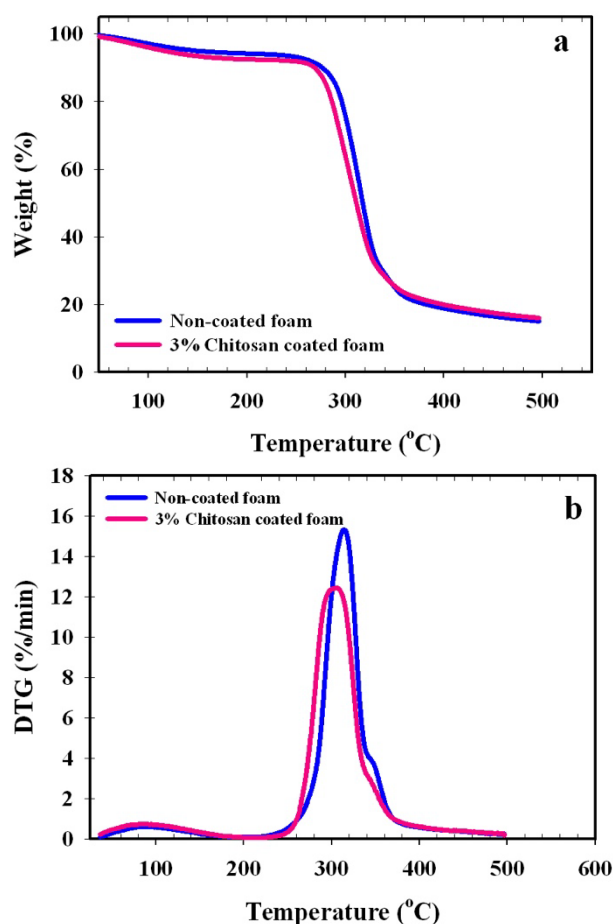 a
100
80
60
40
20
0
Weight (%)
Non-coated foam
3% Chitosan coated foam
100 200 300 400 500
Temperature (°C)
b
18
16
14
12
10
8
6
4
2
0
DTG (%/min)
Non-coated foam
3% Chitosan coated foam
100 200 300 400 500 600
Temperature (°C)